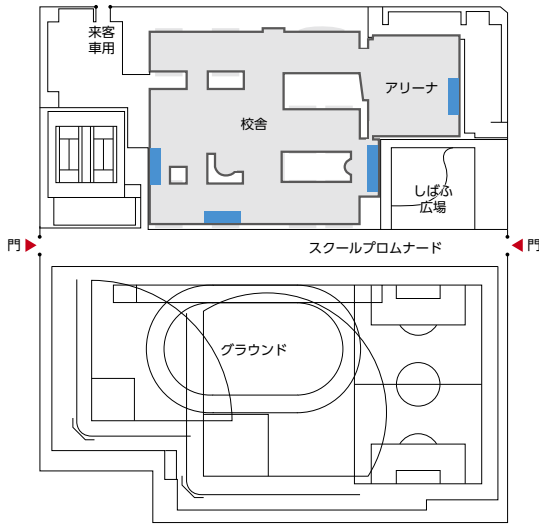 来客
車用
アリーナ
校舎
しばふ
広場
門
スクールプロムナード
門
グラウンド